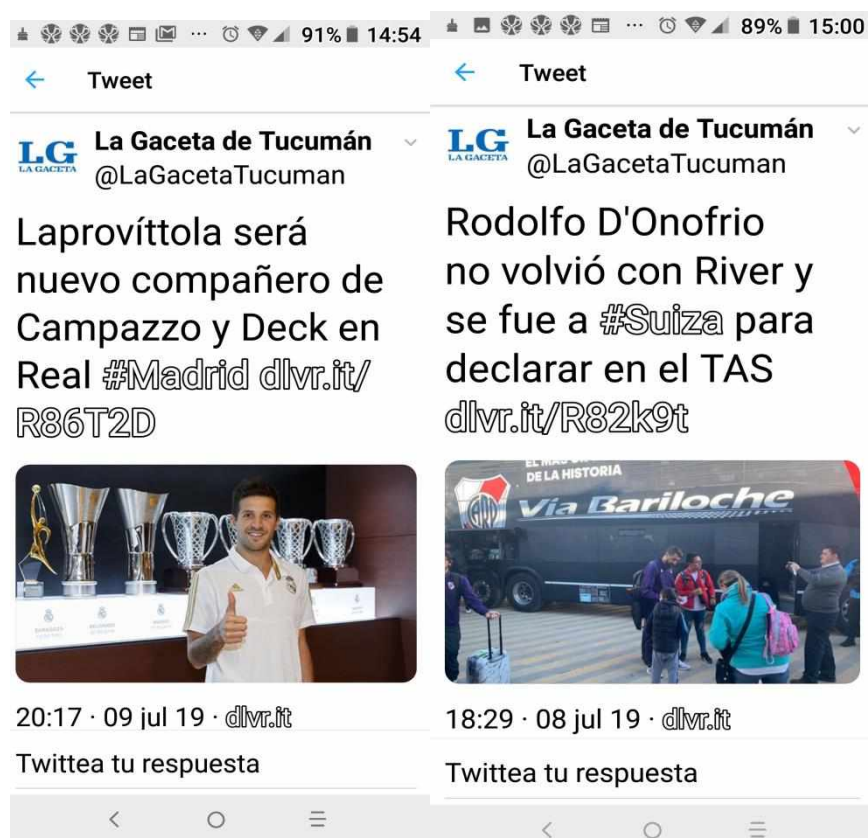 91% 14:54
Tweet
LG
LA GACETA
La Gaceta de Tucumán
@LaGacetaTucuman
Laprovíttola será
nuevo compañero de
Campazzo y Deck en
Real #Madrid dlvr.it/
R86T2D
20:17 · 09 jul 19 · dlvr.it
Twittea tu respuesta
89% 15:00
Tweet
LG
LA GACETA
La Gaceta de Tucumán
@LaGacetaTucuman
Rodolfo D'Onofrio
no volvió con River y
se fue a #Suiza para
declarar en el TAS
dlvr.it/R82k9t
EL MAS
DE LA HISTORIA
CARP
Via Bariloche
18:29 · 08 jul 19 · dlvr.it
Twittea tu respuesta